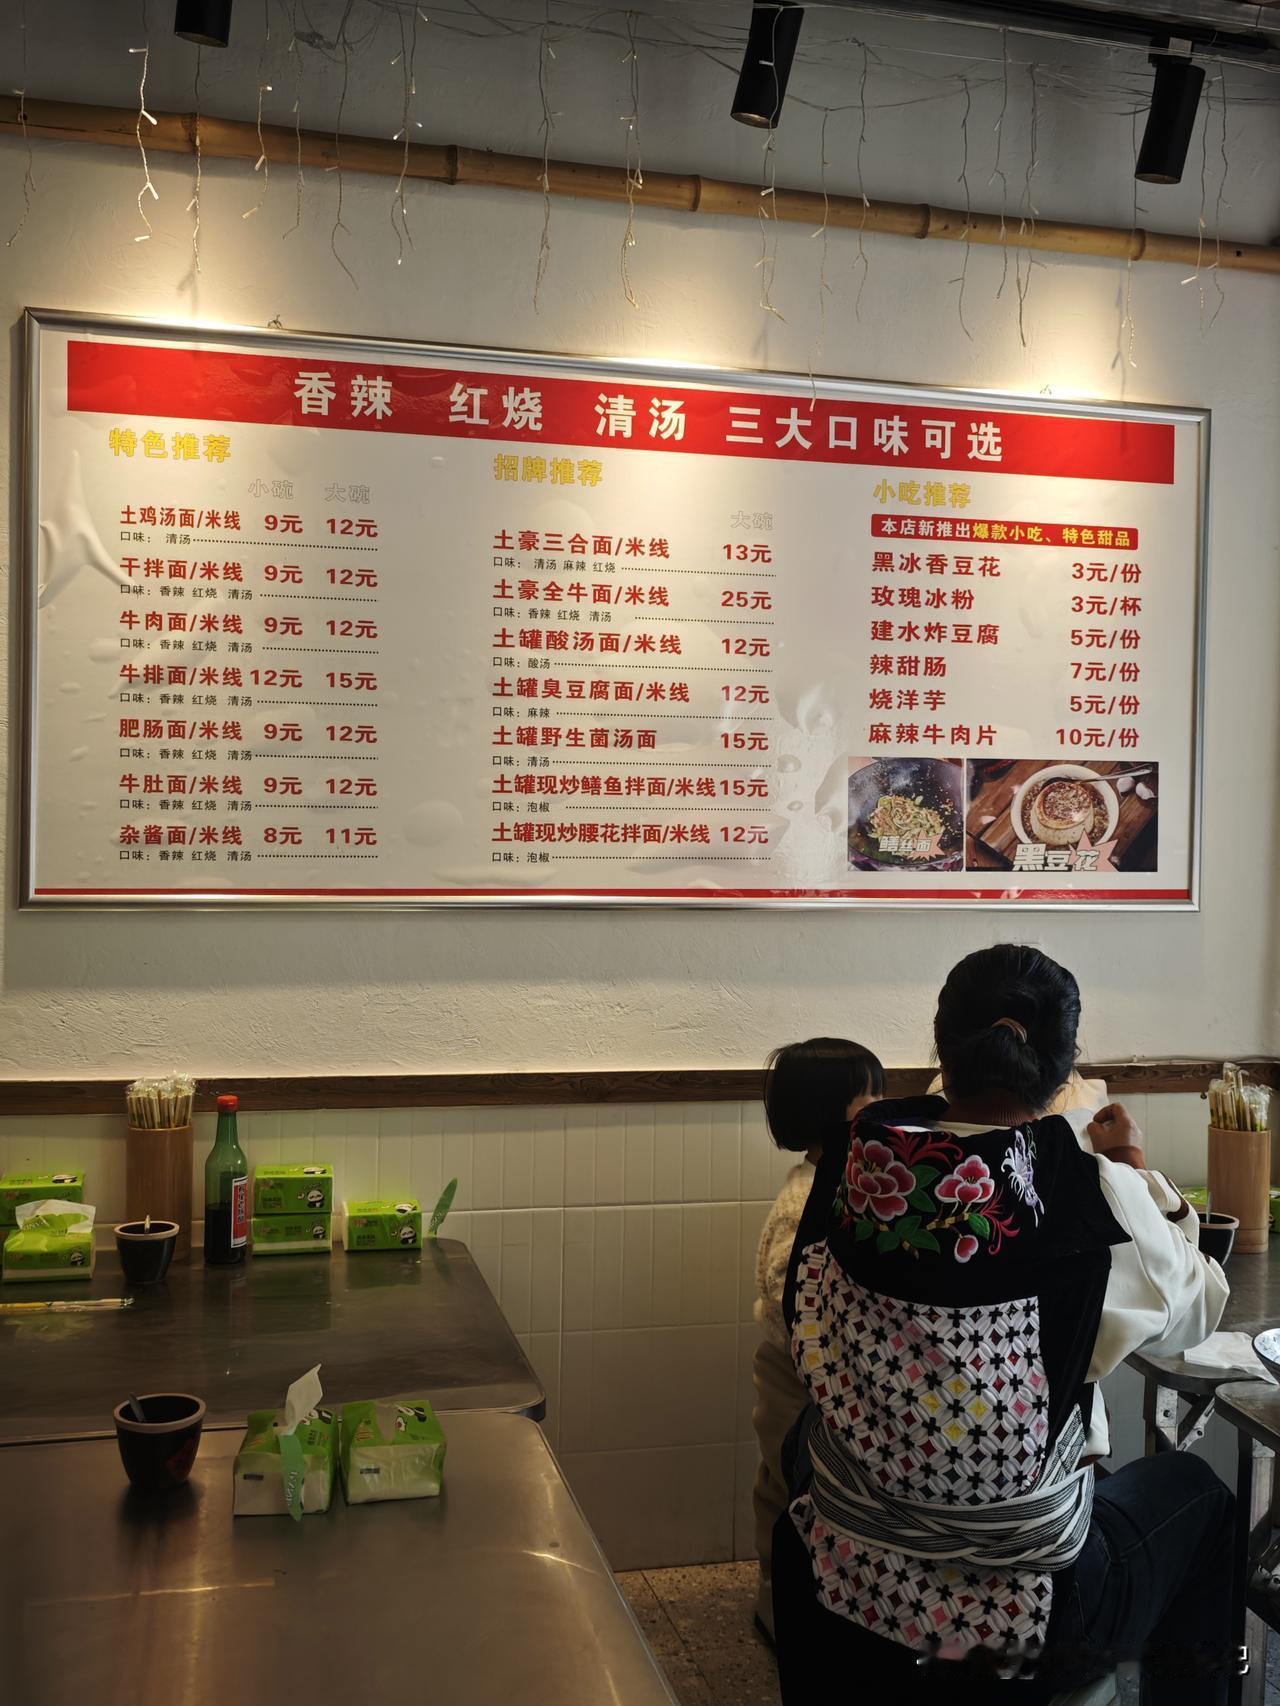 香辣 红烧 清汤 三大口味可选
特色推荐
小碗 大碗
土鸡汤面/米线 9元 12元
口味： 清汤
干拌面/米线 9元 12元
口味：香辣 红烧 清汤
牛肉面/米线 9元 12元
口味：香辣 红烧 清汤
牛排面/米线 12元 15元
口味：香辣 红烧 清汤
肥肠面/米线 9元 12元
口味：香辣 红烧 清汤
牛肚面/米线 9元 12元
口味：香辣 红烧 清汤
杂酱面/米线 8元 11元
口味：香辣 红烧 清汤
招牌推荐
大碗
土豪三合面/米线 13元
口味： 清汤 麻辣 红烧
土豪全牛面/米线 25元
口味：香辣 红烧 清汤
土罐酸汤面/米线 12元
口味：酸汤
土罐臭豆腐面/米线 12元
口味：麻辣
土罐野生菌汤面 15元
口味：清汤
土罐现炒鳝鱼拌面/米线 15元
口味：泡椒
土罐现炒腰花拌面/米线 12元
口味：泡椒
小吃推荐
本店新推出爆款小吃、特色甜品
黑冰香豆花 3元/份
玫瑰冰粉 3元/杯
建水炸豆腐 5元/份
辣甜肠 7元/份
烧洋芋 5元/份
麻辣牛肉片 10元/份
鳝丝面
黑豆花